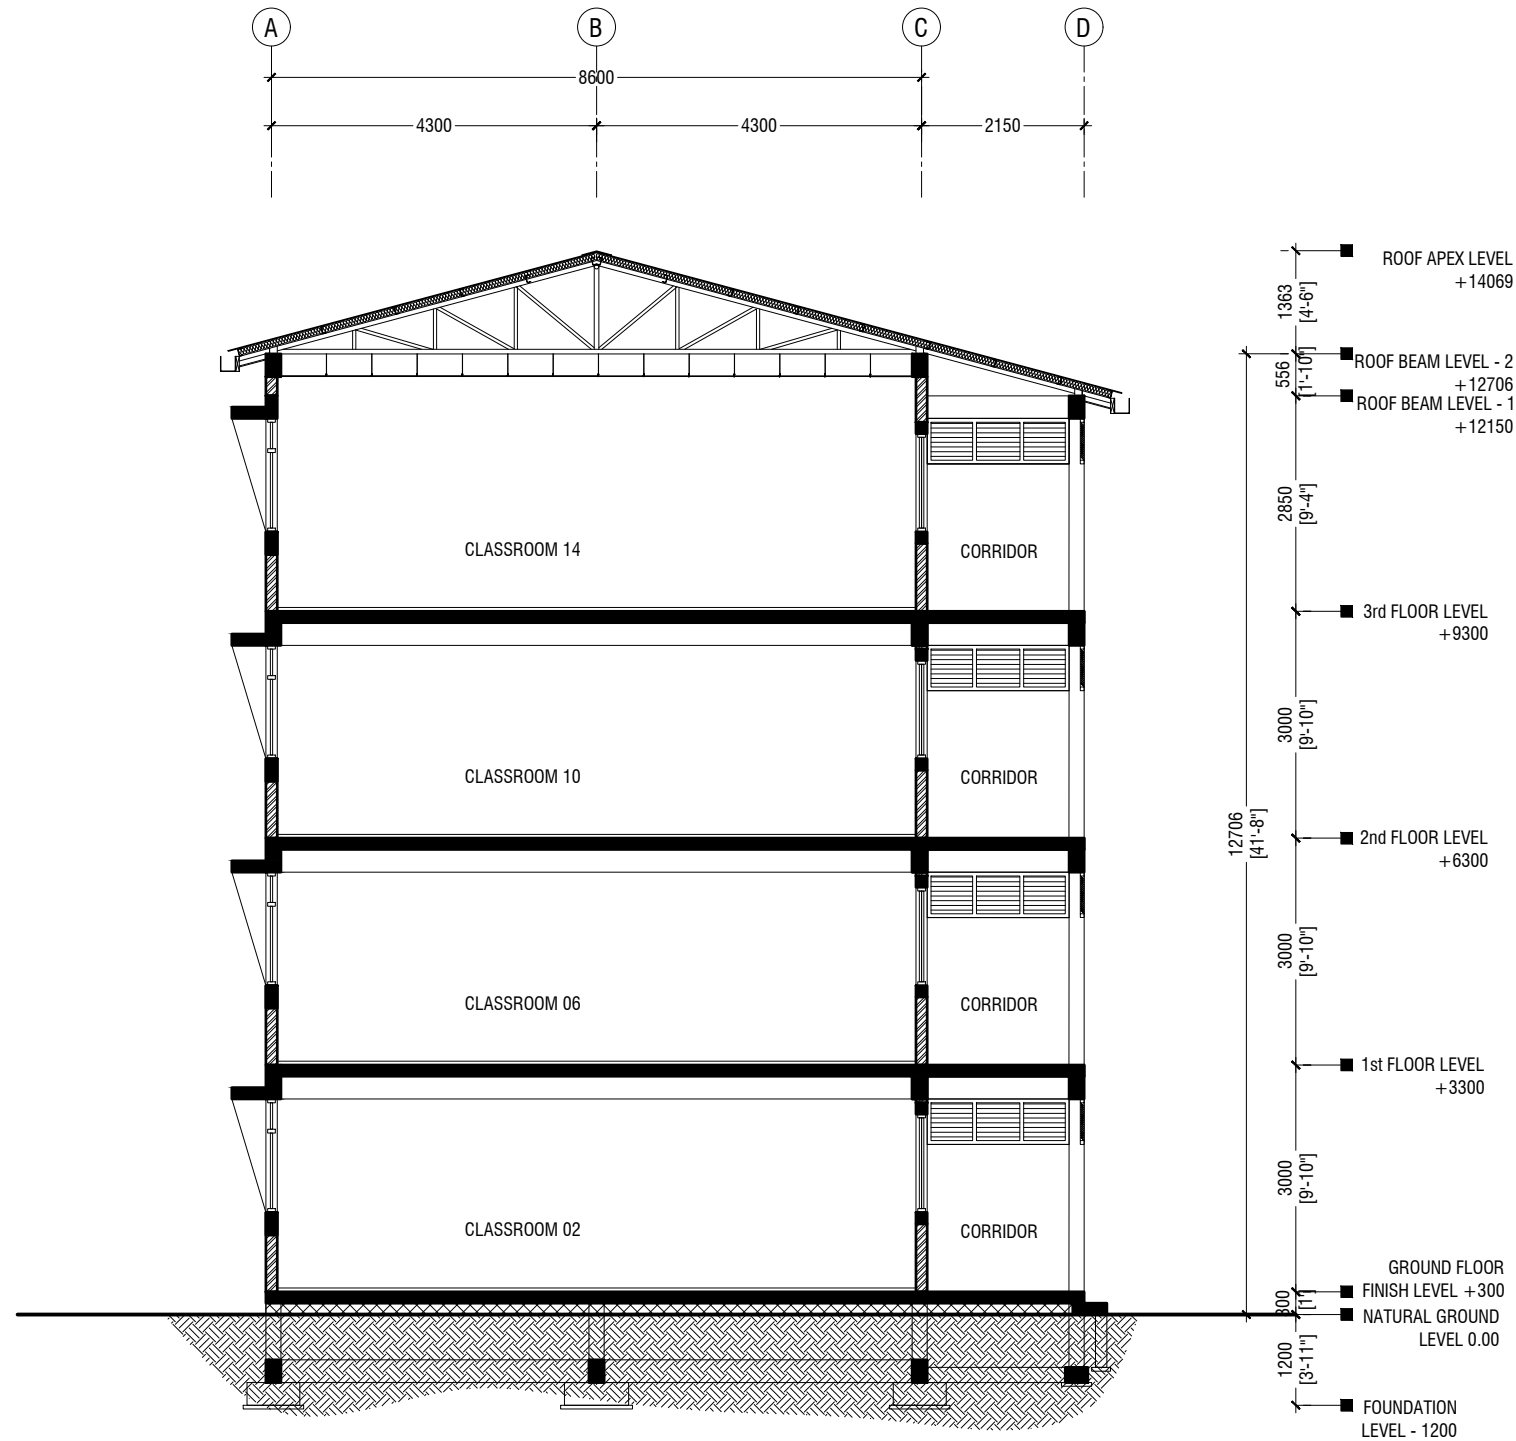 A B C D
8600
4300 4300 2150
ROOF APEX LEVEL
+14069
1363
[4'-6"]
ROOF BEAM LEVEL - 2
+12706
556
[1'-10"]
ROOF BEAM LEVEL - 1
+12150
2850
[9'-4"]
CLASSROOM 14 CORRIDOR
3rd FLOOR LEVEL
+9300
3000
[9'-10"]
CLASSROOM 10 CORRIDOR
12706
[41'-8"]
2nd FLOOR LEVEL
+6300
3000
[9'-10"]
CLASSROOM 06 CORRIDOR
1st FLOOR LEVEL
+3300
3000
[9'-10"]
CLASSROOM 02 CORRIDOR
GROUND FLOOR
FINISH LEVEL +300
300
[1']
NATURAL GROUND
LEVEL 0.00
1200
[3'-11"]
FOUNDATION
LEVEL - 1200